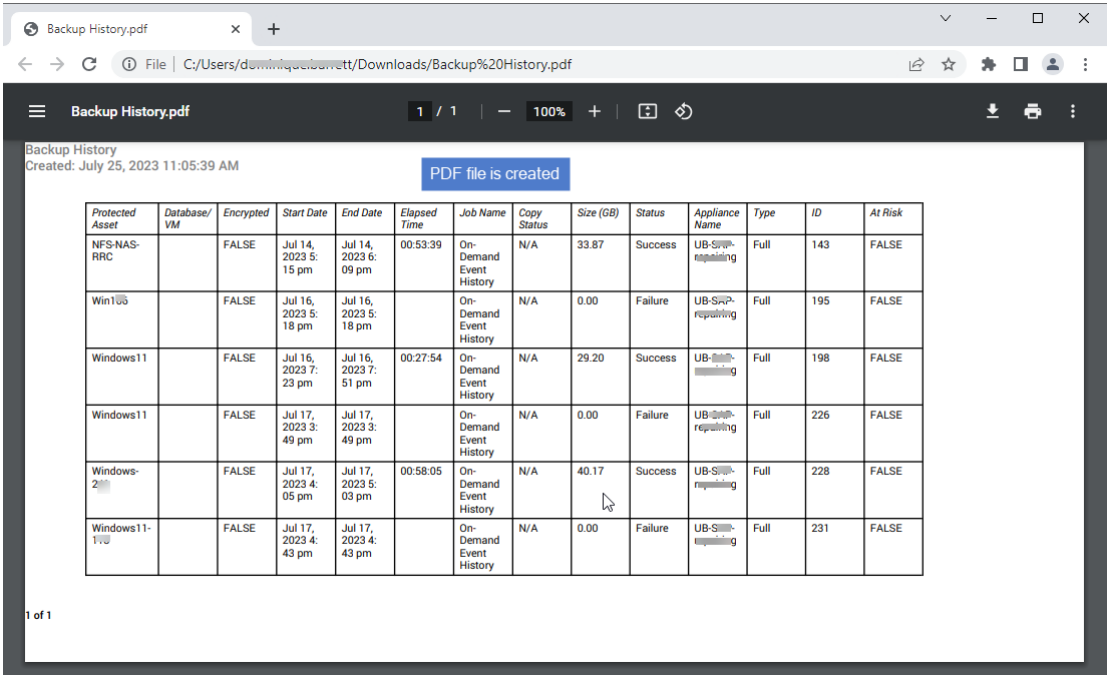 Backup History.pdf
File | C:/Users/ /Downloads/Backup%20History.pdf
Backup History.pdf
1 / 1
100%
Backup History
Created: July 25, 2023 11:05:39 AM
PDF file is created
Protected Asset Database/ VM Encrypted Start Date End Date Elapsed Time Job Name Copy Status Size (GB) Status Appliance Name Type ID At Risk
NFS-NAS-RRC FALSE Jul 14, 2023 5:15 pm Jul 14, 2023 6:09 pm 00:53:39 On-Demand Event History N/A 33.87 Success Full 143 FALSE
FALSE Jul 16, 2023 5:18 pm Jul 16, 2023 5:18 pm On-Demand Event History N/A 0.00 Failure repairing Full 195 FALSE
Windows11 FALSE Jul 16, 2023 7:23 pm Jul 16, 2023 7:51 pm 00:27:54 On-Demand Event History N/A 29.20 Success Full 198 FALSE
Windows11 FALSE Jul 17, 2023 3:49 pm Jul 17, 2023 3:49 pm On-Demand Event History N/A 0.00 Failure repairing Full 226 FALSE
Windows- FALSE Jul 17, 2023 4:05 pm Jul 17, 2023 5:03 pm 00:58:05 On-Demand Event History N/A 40.17 Success Full 228 FALSE
Windows11- FALSE Jul 17, 2023 4:43 pm Jul 17, 2023 4:43 pm On-Demand Event History N/A 0.00 Failure Full 231 FALSE
1 of 1